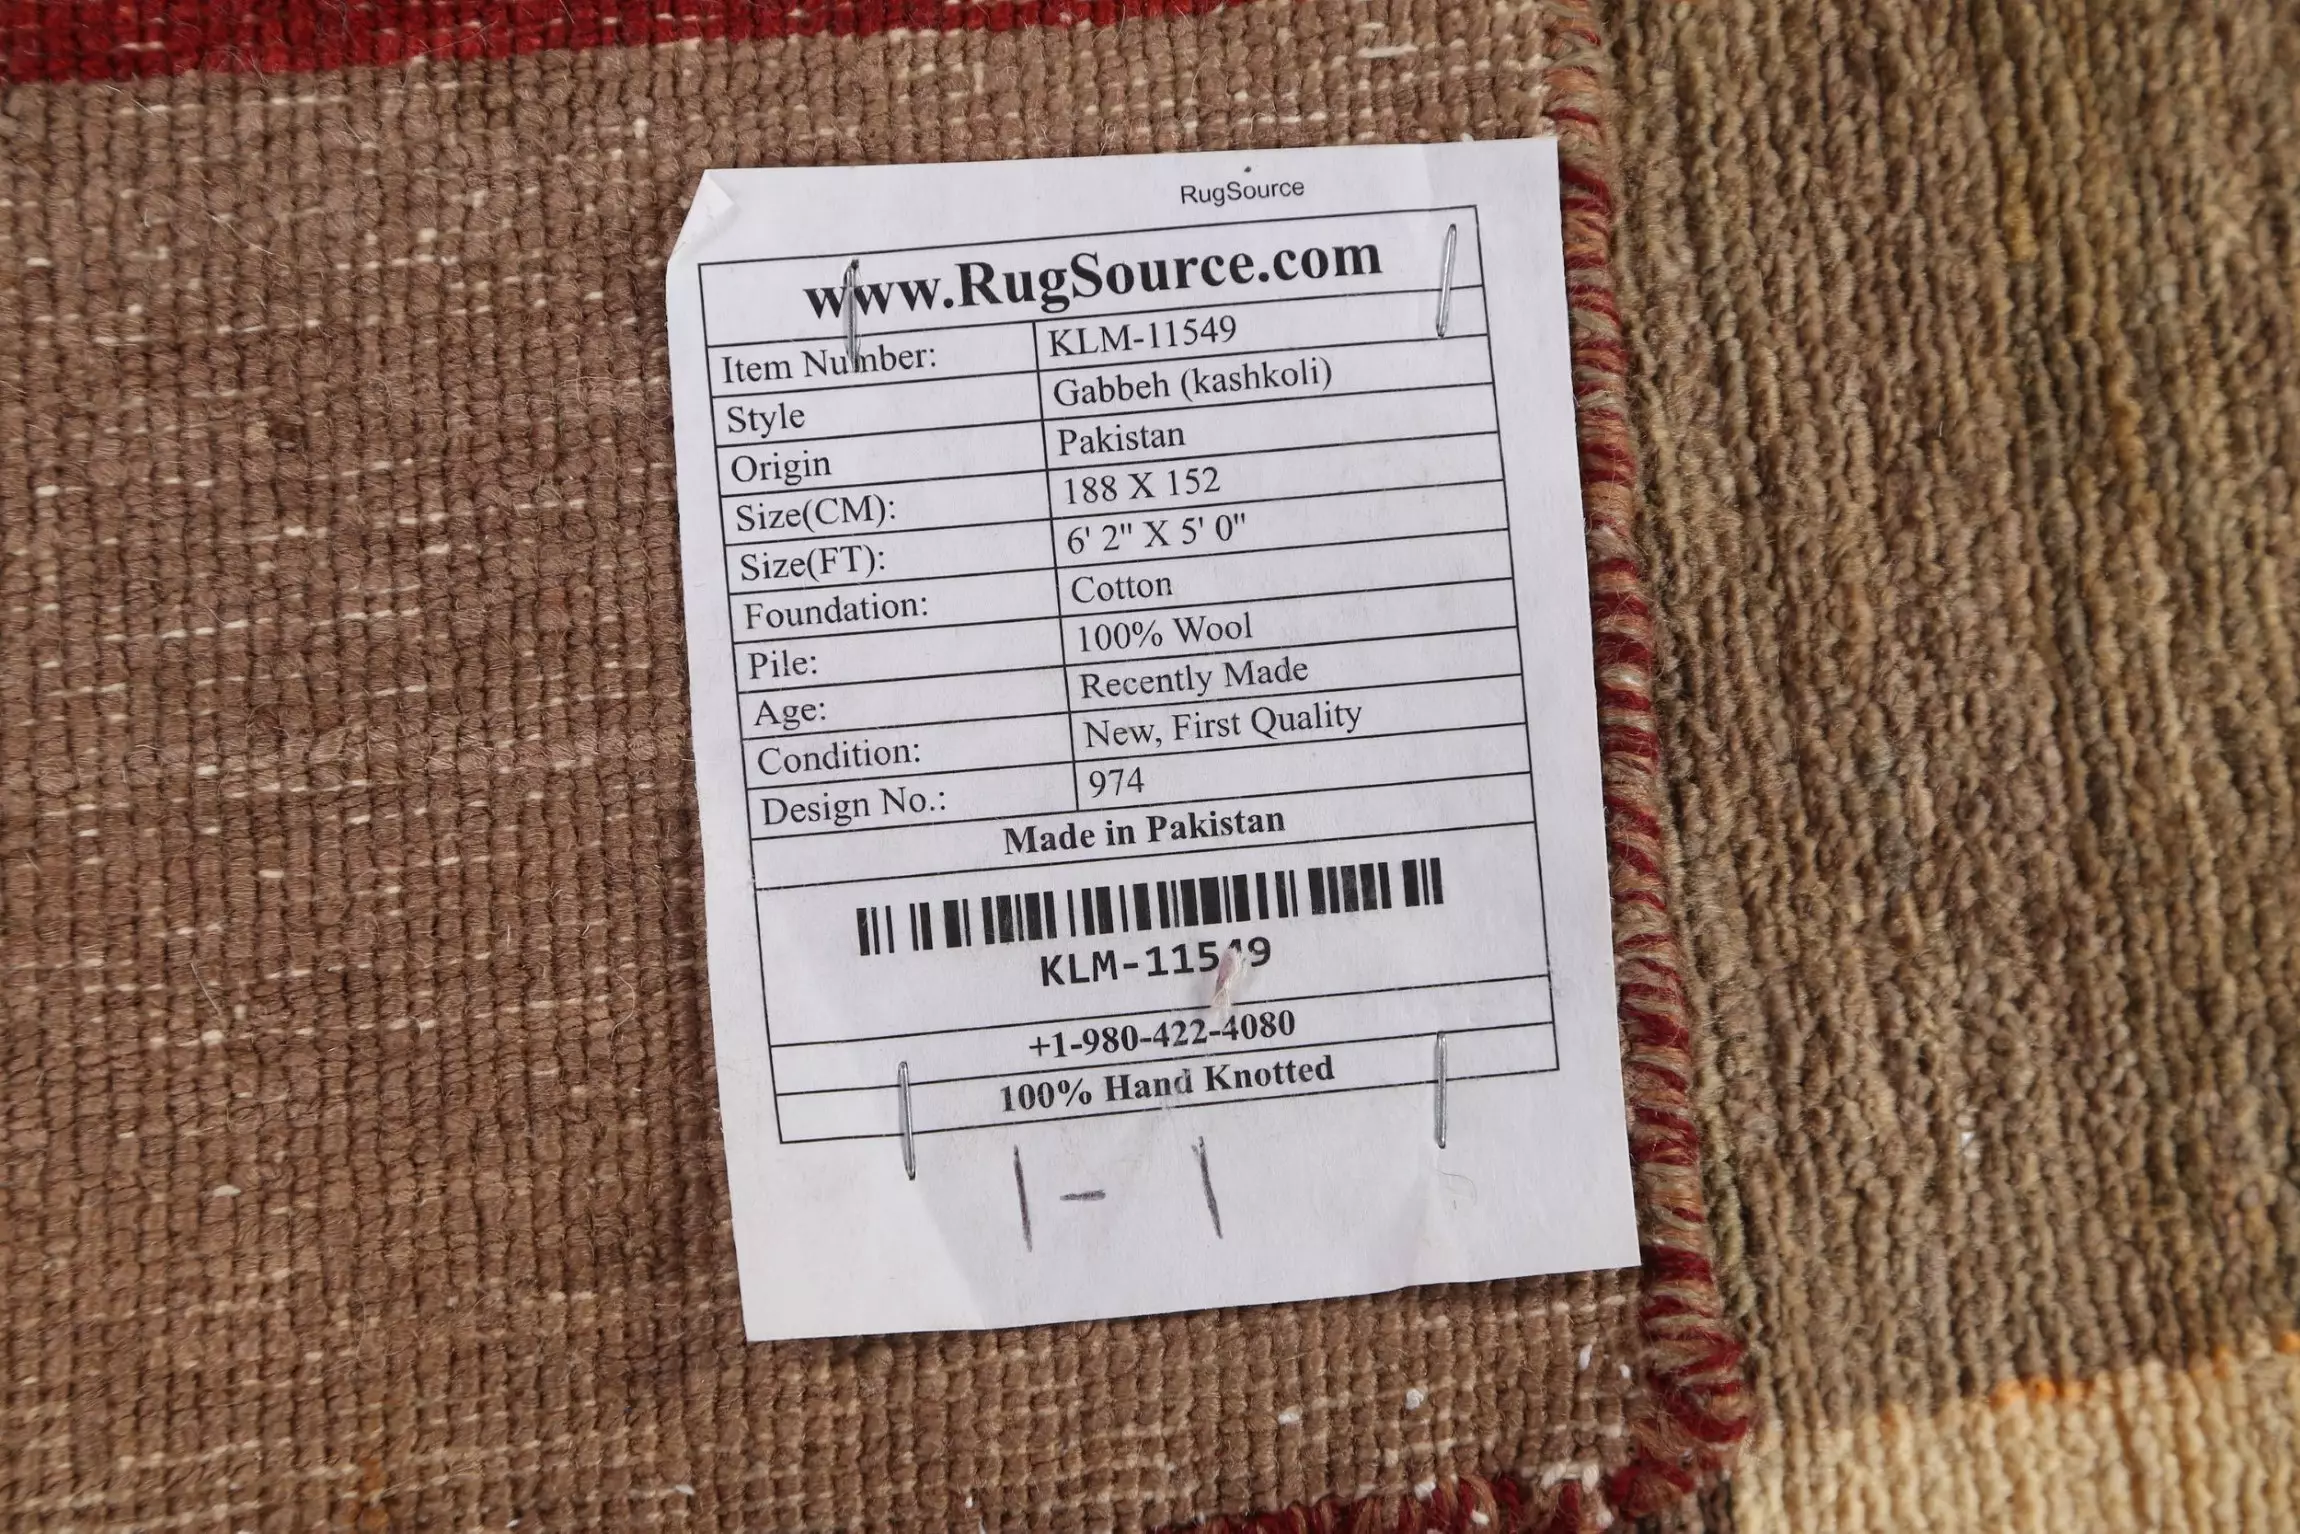 RugSource
www.RugSource.com
Item Number: KLM-11549
Style Gabbeh (kashkoli)
Origin Pakistan
Size(CM): 188 X 152
Size(FT): 6' 2" X 5' 0"
Foundation: Cotton
Pile: 100% Wool
Age: Recently Made
Condition: New, First Quality
Design No.: 974
Made in Pakistan
KLM-11549
+1-980-422-4080
100% Hand Knotted
1 - 1